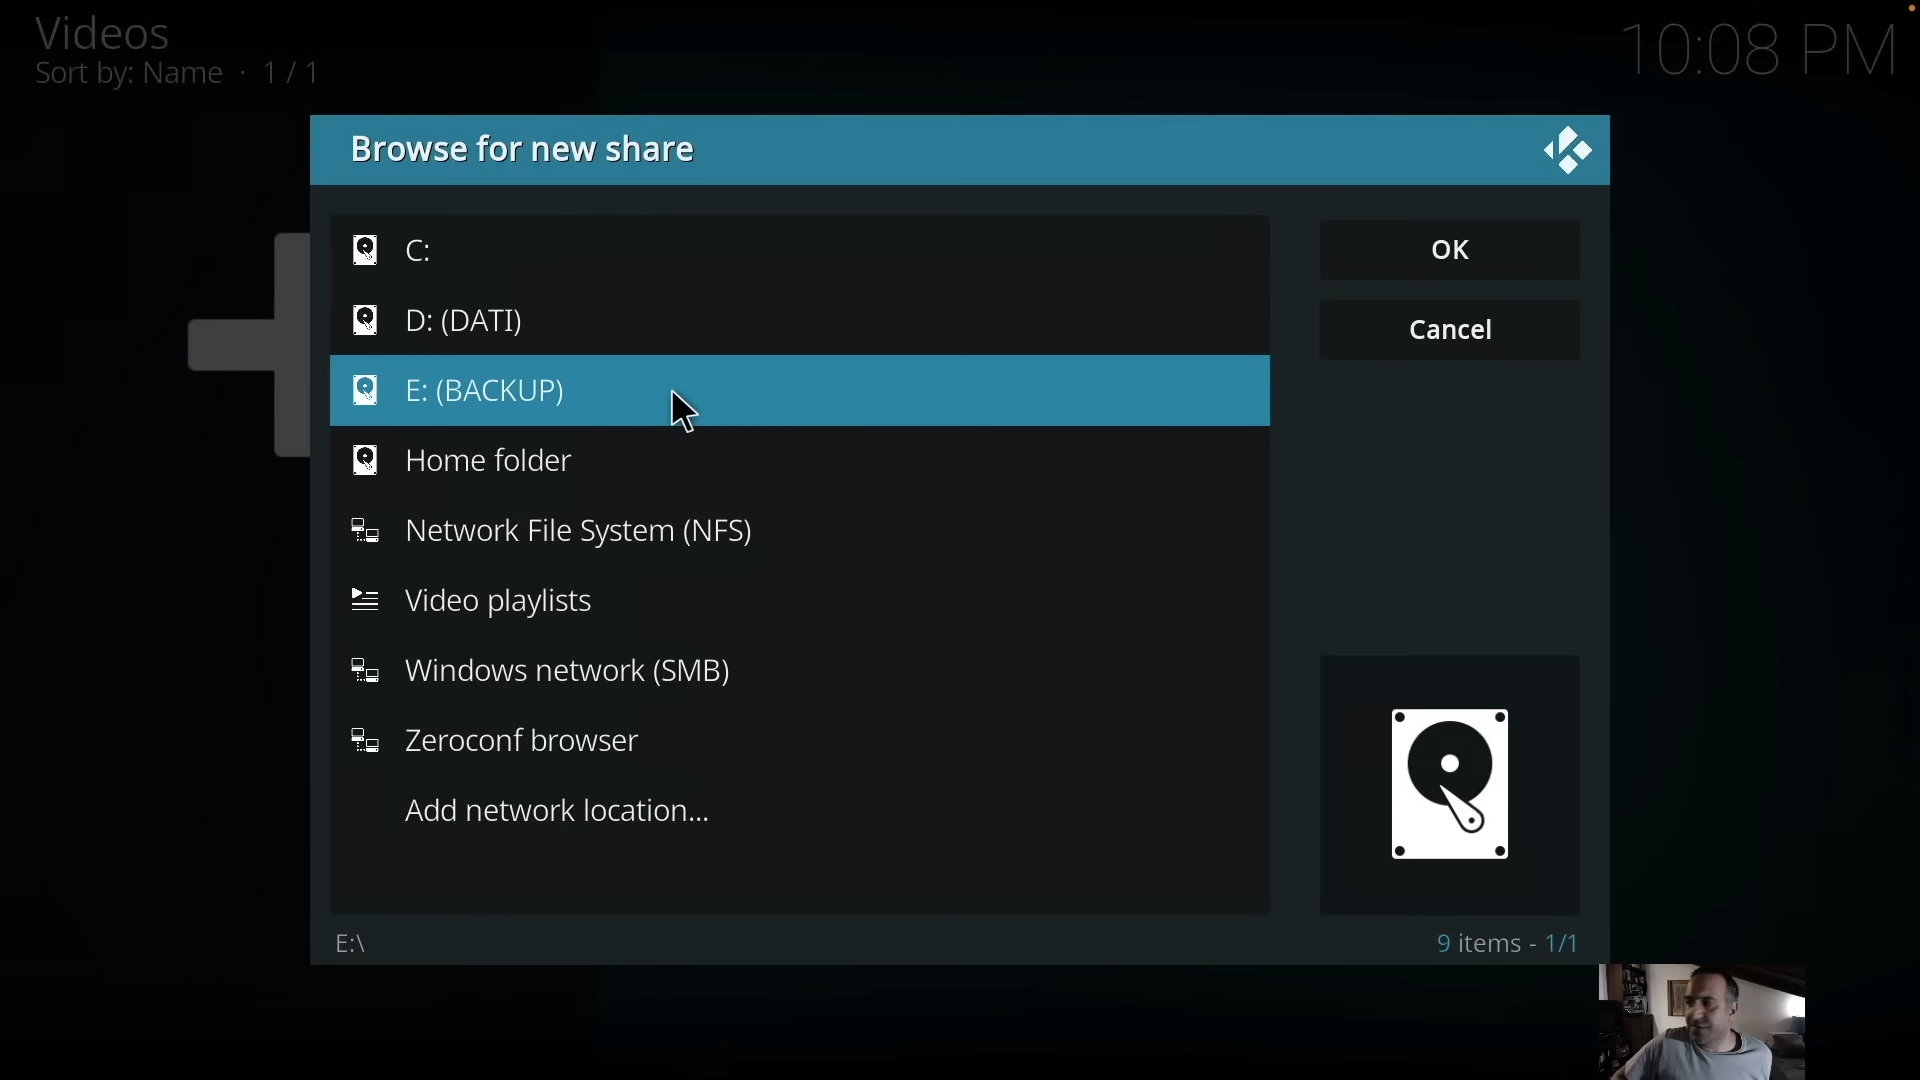 Videos
Sort by: Name · 1 / 1
10:08 PM
Browse for new share
C:
D: (DATI)
E: (BACKUP)
Home folder
Network File System (NFS)
Video playlists
Windows network (SMB)
Zeroconf browser
Add network location...
OK
Cancel
E:\
9 items - 1/1